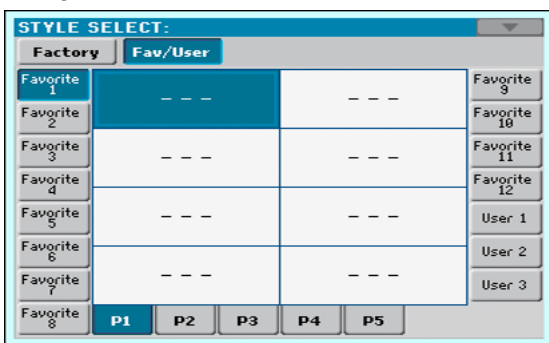 STYLE SELECT:
Factory Fav/User
Favorite 1
Favorite 2
Favorite 3
Favorite 4
Favorite 5
Favorite 6
Favorite 7
Favorite 8
- - - - - -
- - - - - -
- - - - - -
- - - - - -
Favorite 9
Favorite 10
Favorite 11
Favorite 12
User 1
User 2
User 3
P1 P2 P3 P4 P5